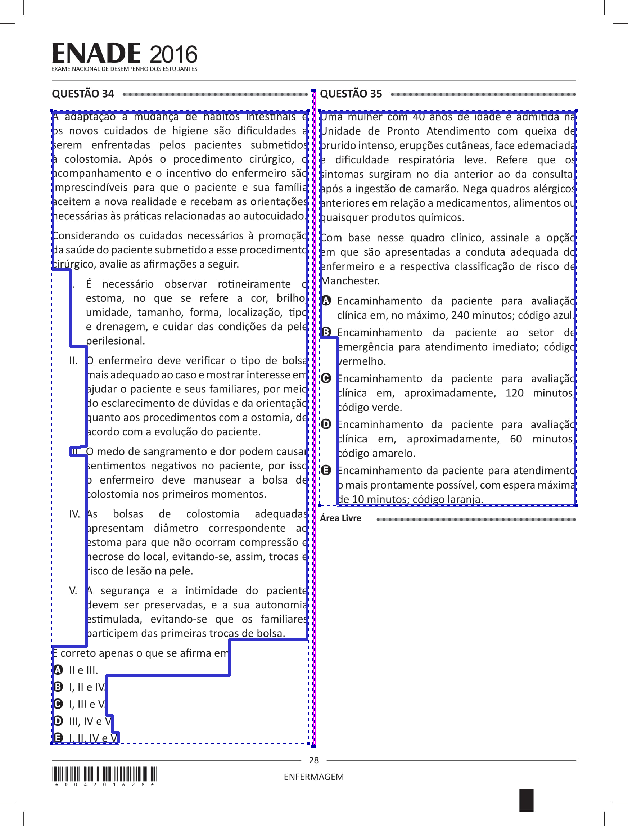 ENADE 2016
EXAME NACIONAL DE DESEMPENHO DOS ESTUDANTES
QUESTÃO 34
A adaptação à mudança de hábitos intestinais e
os novos cuidados de higiene são dificuldades a
serem enfrentadas pelos pacientes submetidos
à colostomia. Após o procedimento cirúrgico, o
acompanhamento e o incentivo do enfermeiro são
imprescindíveis para que o paciente e sua família
aceitem a nova realidade e recebam as orientações
necessárias às práticas relacionadas ao autocuidado.
Considerando os cuidados necessários à promoção
da saúde do paciente submetido a esse procedimento
cirúrgico, avalie as afirmações a seguir.
I. É necessário observar rotineiramente o
estoma, no que se refere a cor, brilho,
umidade, tamanho, forma, localização, tipo
e drenagem, e cuidar das condições da pele
perilesional.
II. O enfermeiro deve verificar o tipo de bolsa
mais adequado ao caso e mostrar interesse em
ajudar o paciente e seus familiares, por meio
do esclarecimento de dúvidas e da orientação
quanto aos procedimentos com a ostomia, de
acordo com a evolução do paciente.
III. O medo de sangramento e dor podem causar
sentimentos negativos no paciente, por isso
o enfermeiro deve manusear a bolsa de
colostomia nos primeiros momentos.
IV. As bolsas de colostomia adequadas
apresentam diâmetro correspondente ao
estoma para que não ocorram compressão e
necrose do local, evitando-se, assim, trocas e
risco de lesão na pele.
V. A segurança e a intimidade do paciente
devem ser preservadas, e a sua autonomia
estimulada, evitando-se que os familiares
participem das primeiras trocas de bolsa.
É correto apenas o que se afirma em
A II e III.
B I, II e IV.
C I, III e V.
D III, IV e V.
E I, II, IV e V.
QUESTÃO 35
Uma mulher com 40 anos de idade é admitida na
Unidade de Pronto Atendimento com queixa de
prurido intenso, erupções cutâneas, face edemaciada
e dificuldade respiratória leve. Refere que os
sintomas surgiram no dia anterior ao da consulta,
após a ingestão de camarão. Nega quadros alérgicos
anteriores em relação a medicamentos, alimentos ou
quaisquer produtos químicos.
Com base nesse quadro clínico, assinale a opção
em que são apresentadas a conduta adequada do
enfermeiro e a respectiva classificação de risco de
Manchester.
A Encaminhamento da paciente para avaliação
clínica em, no máximo, 240 minutos; código azul.
B Encaminhamento da paciente ao setor de
emergência para atendimento imediato; código
vermelho.
C Encaminhamento da paciente para avaliação
clínica em, aproximadamente, 120 minutos;
código verde.
D Encaminhamento da paciente para avaliação
clínica em, aproximadamente, 60 minutos;
código amarelo.
E Encaminhamento da paciente para atendimento
o mais prontamente possível, com espera máxima
de 10 minutos; código laranja.
Área Livre
28
ENFERMAGEM